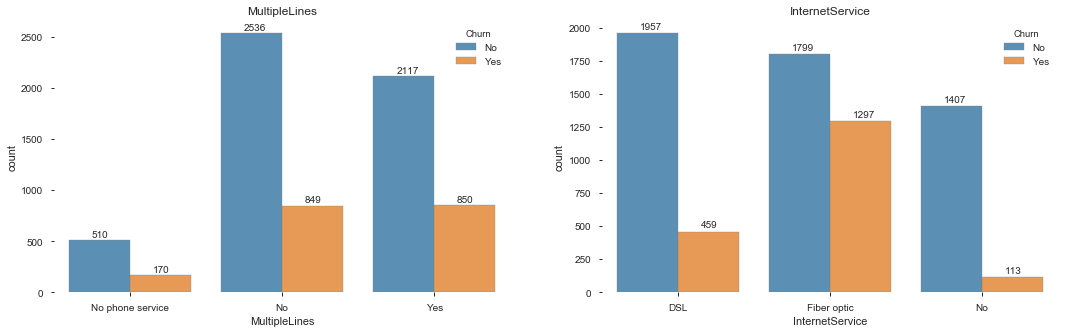 MultipleLines
Churn
No
Yes
2500
2000
1500
1000
500
0
count
510
170
2536
849
2117
850
No phone service
No
Yes
MultipleLines
InternetService
Churn
No
Yes
2000
1750
1500
1250
1000
750
500
250
0
count
1957
459
1799
1297
1407
113
DSL
Fiber optic
No
InternetService